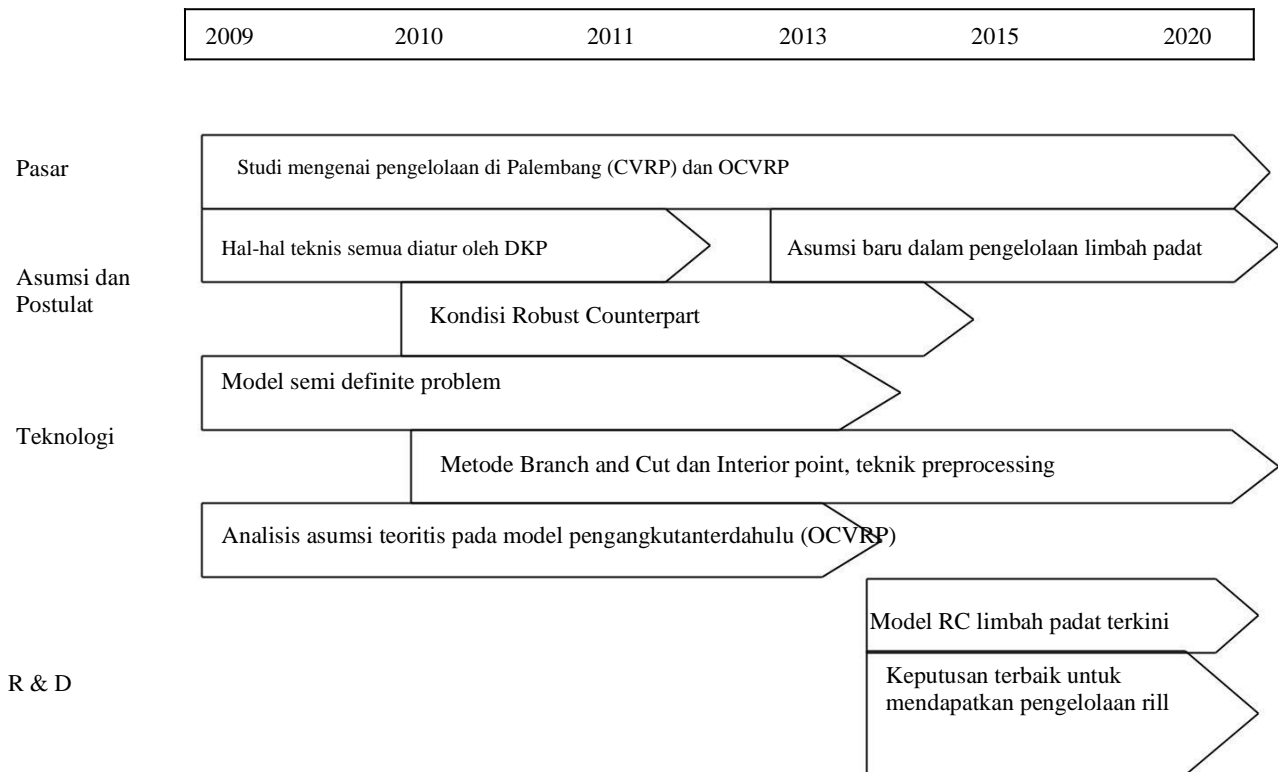 2009 2010 2011 2013 2015 2020
Pasar
Studi mengenai pengelolaan di Palembang (CVRP) dan OCVRP
Hal-hal teknis semua diatur oleh DKP
Asumsi baru dalam pengelolaan limbah padat
Asumsi dan
Postulat
Kondisi Robust Counterpart
Model semi definite problem
Teknologi
Metode Branch and Cut dan Interior point, teknik preprocessing
Analisis asumsi teoritis pada model pengangkutanterdahulu (OCVRP)
Model RC limbah padat terkini
R & D
Keputusan terbaik untuk
mendapatkan pengelolaan rill